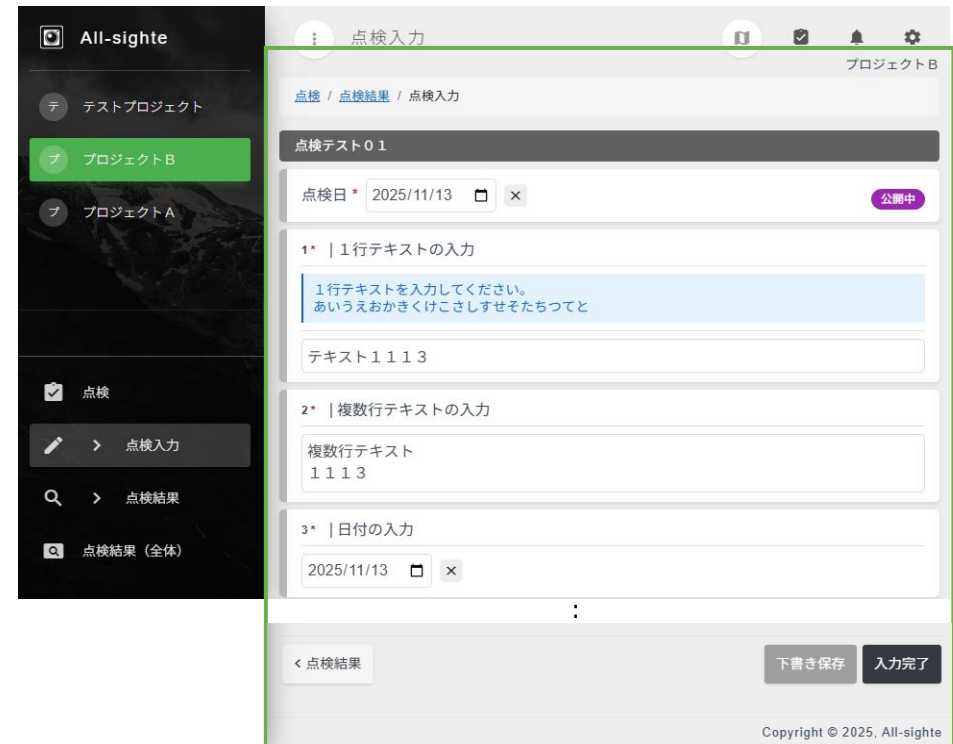 All-sighte
テ テストプロジェクト
プ プロジェクトB
プ プロジェクトA
点検
点検入力
点検結果
点検結果（全体）
点検入力
プロジェクトB
点検 / 点検結果 / 点検入力
点検テスト０１
点検日 * 2025/11/13 ×
公開中
1* |１行テキストの入力
１行テキストを入力してください。
あいうえおかきくけこさしすせそたちつてと
テキスト１１１３
2* |複数行テキストの入力
複数行テキスト
１１１３
3* |日付の入力
2025/11/13 ×
:
< 点検結果
下書き保存 入力完了
Copyright © 2025, All-sighte